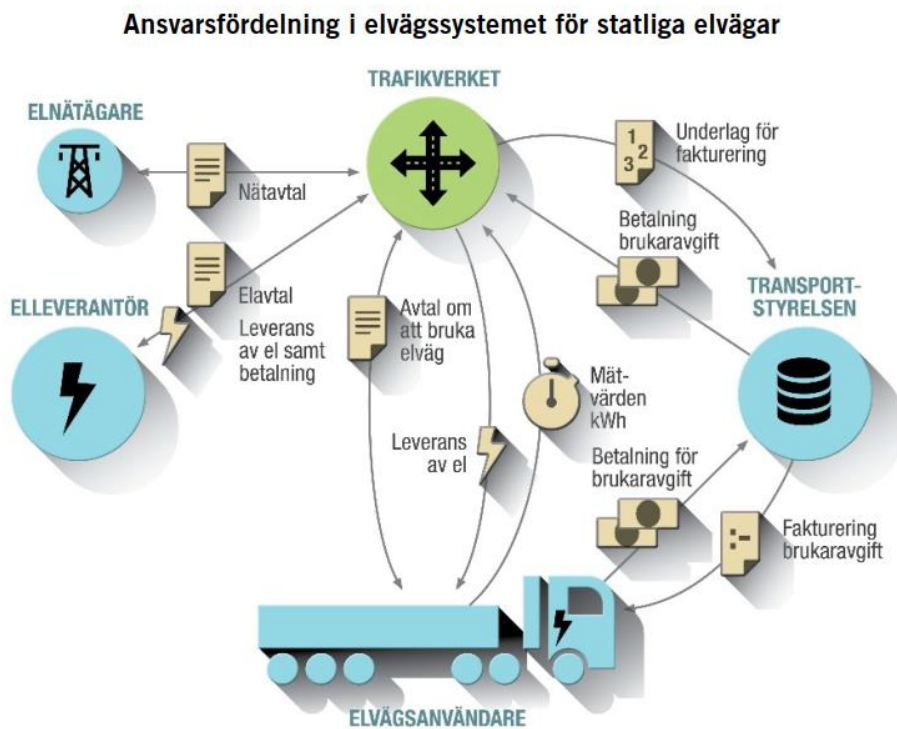 Ansvarsfördelning i elvägssystemet för statliga elvägar
TRAFIKVERKET
ELNÄTÄGARE
Nätavtal
1
2
3
Underlag för
fakturering
Betalning
brukaravgift
TRANSPORT-
STYRELSEN
ELLEVERANTÖR
Elavtal
Leverans
av el samt
betalning
Avtal om
att bruka
elväg
Mät-
värden
kWh
Leverans
av el
Betalning för
brukaravgift
:-
Fakturering
brukaravgift
ELVÄGSANVÄNDARE